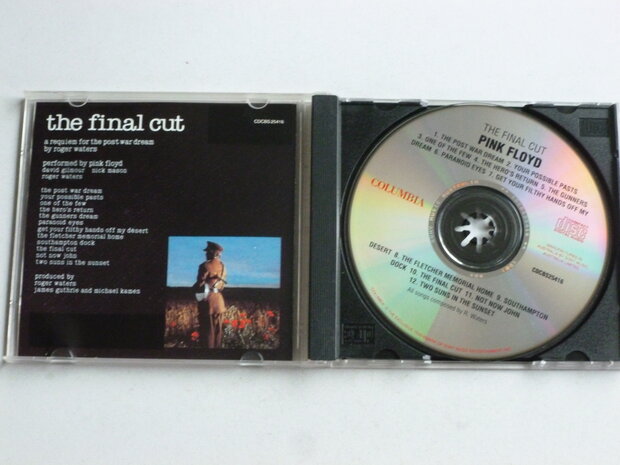 the final cut
CDCBS25416
a requiem for the post war dream
by roger waters
performed by pink floyd
david gilmour nick mason
roger waters
the post war dream
your possible pasts
one of the few
the hero's return
the gunners dream
paranoid eyes
get your filthy hands off my desert
the fletcher memorial home
southampton dock
the final cut
not now john
two suns in the sunset
produced by
roger waters
james guthrie and michael kamen
THE FINAL CUT
PINK FLOYD
1. THE POST WAR DREAM 2. YOUR POSSIBLE PASTS
3. ONE OF THE FEW 4. THE HERO'S RETURN 5. THE GUNNERS
DREAM 6. PARANOID EYES 7. GET YOUR FILTHY HANDS OFF MY
COLUMBIA
COMPACT
disc
DIGITAL AUDIO
CDCBS25416
DESERT 8. THE FLETCHER MEMORIAL HOME 9. SOUTHAMPTON
DOCK 10. THE FINAL CUT 11. NOT NOW JOHN
12. TWO SUNS IN THE SUNSET
All songs composed by R. Waters